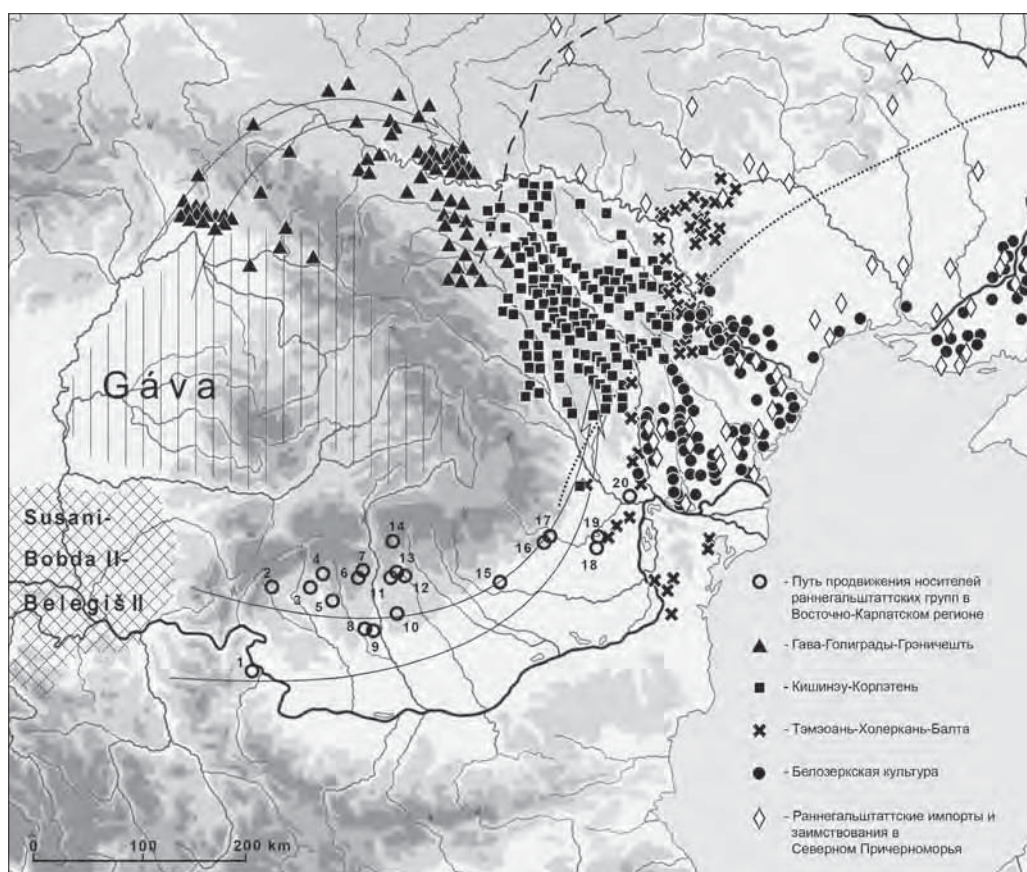 Gáva
Susani-
Bobda II-
Belegiš II
1
2
3
4
5
6
7
8
9
10
11
12
13
14
15
16
17
18
19
20
- Путь продвижения носителей
раннегальштаттских групп в
Восточно-Карпатском регионе
- Гава-Голиграды-Грэничешть
- Кишинэу-Корлэтень
- Тэмэоань-Холеркань-Балта
- Белозеркская культура
- Раннегальштаттские импорты и
заимствования в
Северном Причерноморья
0 100 200 km